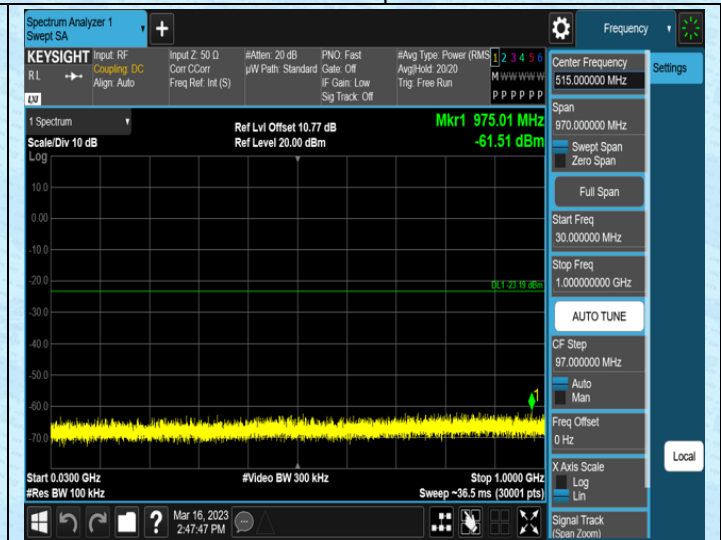 Spectrum Analyzer 1
Swept SA
Frequency
KEYSIGHT
RL
LXI
Input: RF
Coupling: DC
Align: Auto
Input Z: 50 Ω
Corr CCorr
Freq Ref: Int (S)
#Atten: 20 dB
µW Path: Standard
PNO: Fast
Gate: Off
IF Gain: Low
Sig Track: Off
#Avg Type: Power (RMS
Avg|Hold: 20/20
Trig: Free Run
1 2 3 4 5 6
M W W W W W
P P P P P P
1 Spectrum
Scale/Div 10 dB
Log
Ref Lvl Offset 10.77 dB
Ref Level 20.00 dBm
Mkr1 975.01 MHz
-61.51 dBm
10.0
0.00
-10.0
-20.0
DL1 -23.19 dBm
-30.0
-40.0
-50.0
1
-60.0
-70.0
Start 0.0300 GHz
#Res BW 100 kHz
#Video BW 300 kHz
Stop 1.0000 GHz
Sweep ~36.5 ms (30001 pts)
?
Mar 16, 2023
2:47:47 PM
Center Frequency
515.000000 MHz
Span
970.000000 MHz
Swept Span
Zero Span
Full Span
Start Freq
30.000000 MHz
Stop Freq
1.000000000 GHz
AUTO TUNE
CF Step
97.000000 MHz
Auto
Man
Freq Offset
0 Hz
X Axis Scale
Log
Lin
Signal Track
(Span Zoom)
Settings
Local